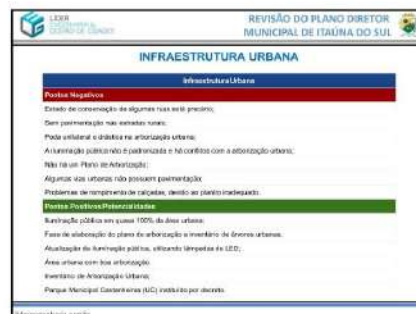 LIDER
ENGENHARIA &
GESTÃO DE CIDADES
REVISÃO DO PLANO DIRETOR
MUNICIPAL DE ITAÚNA DO SUL
INFRAESTRUTURA URBANA
Infraestrutura Urbana
Pontos Negativos
Estado de conservação de algumas ruas está precário;
Sem pavimentação nas estradas rurais;
Poda unilateral e drástica na arborização urbana;
A iluminação pública não é padronizada e há conflitos com a arborização urbana;
Não há um Plano de Arborização;
Algumas vias urbanas não possuem pavimentação;
Problemas de rompimento de calçadas, devido ao plantio inadequado.
Pontos Positivos/Potencialidades
Iluminação pública em quase 100% da área urbana;
Fase de elaboração do plano de arborização e inventário de árvores urbanas.
Atualização da iluminação pública, utilizando lâmpadas de LED;
Área urbana com boa arborização.
Inventário de Arborização Urbana;
Parque Municipal (UC) instituído por decreto.